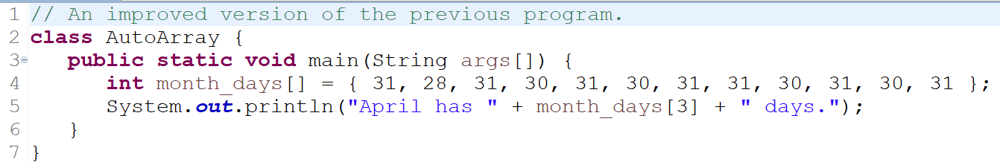 1 // An improved version of the previous program.
2 class AutoArray {
3 public static void main(String args[]) {
4 int month_days[] = { 31, 28, 31, 30, 31, 30, 31, 31, 30, 31, 30, 31 };
5 System.out.println("April has " + month_days[3] + " days.");
6 }
7 }